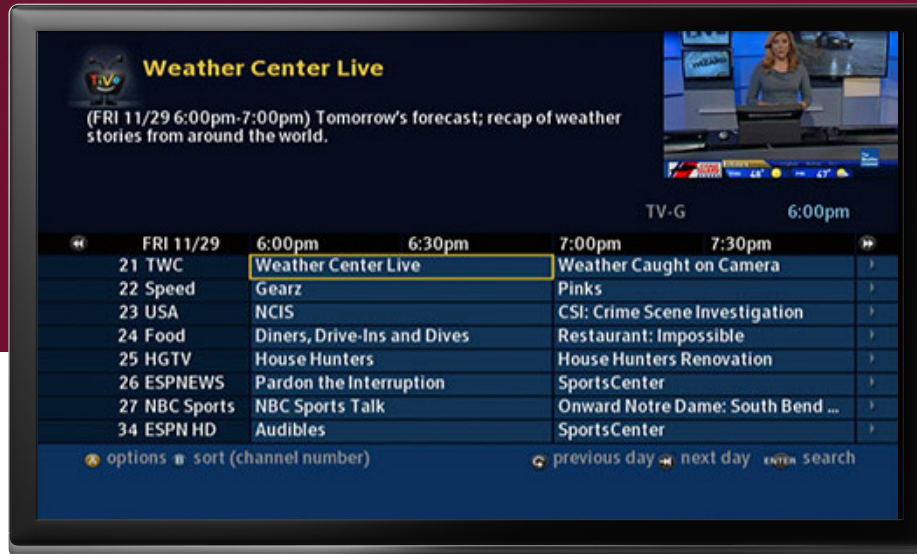 TiVo
Weather Center Live
(FRI 11/29 6:00pm-7:00pm) Tomorrow's forecast; recap of weather
stories from around the world.
TV-G 6:00pm
FRI 11/29 6:00pm 6:30pm 7:00pm 7:30pm
21 TWC Weather Center Live Weather Caught on Camera
22 Speed Gearz Pinks
23 USA NCIS CSI: Crime Scene Investigation
24 Food Diners, Drive-Ins and Dives Restaurant: Impossible
25 HGTV House Hunters House Hunters Renovation
26 ESPNEWS Pardon the Interruption SportsCenter
27 NBC Sports NBC Sports Talk Onward Notre Dame: South Bend ...
34 ESPN HD Audibles SportsCenter
A options B sort (channel number) previous day next day ENTER search